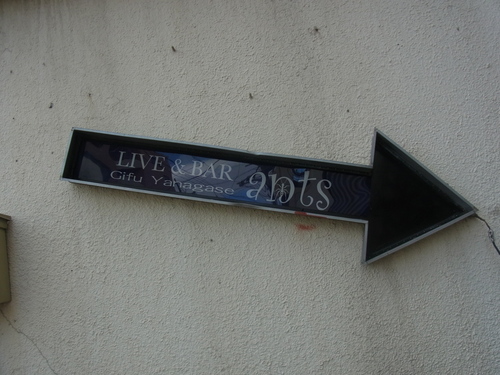 LIVE & BAR
Gifu Yanagase
ants